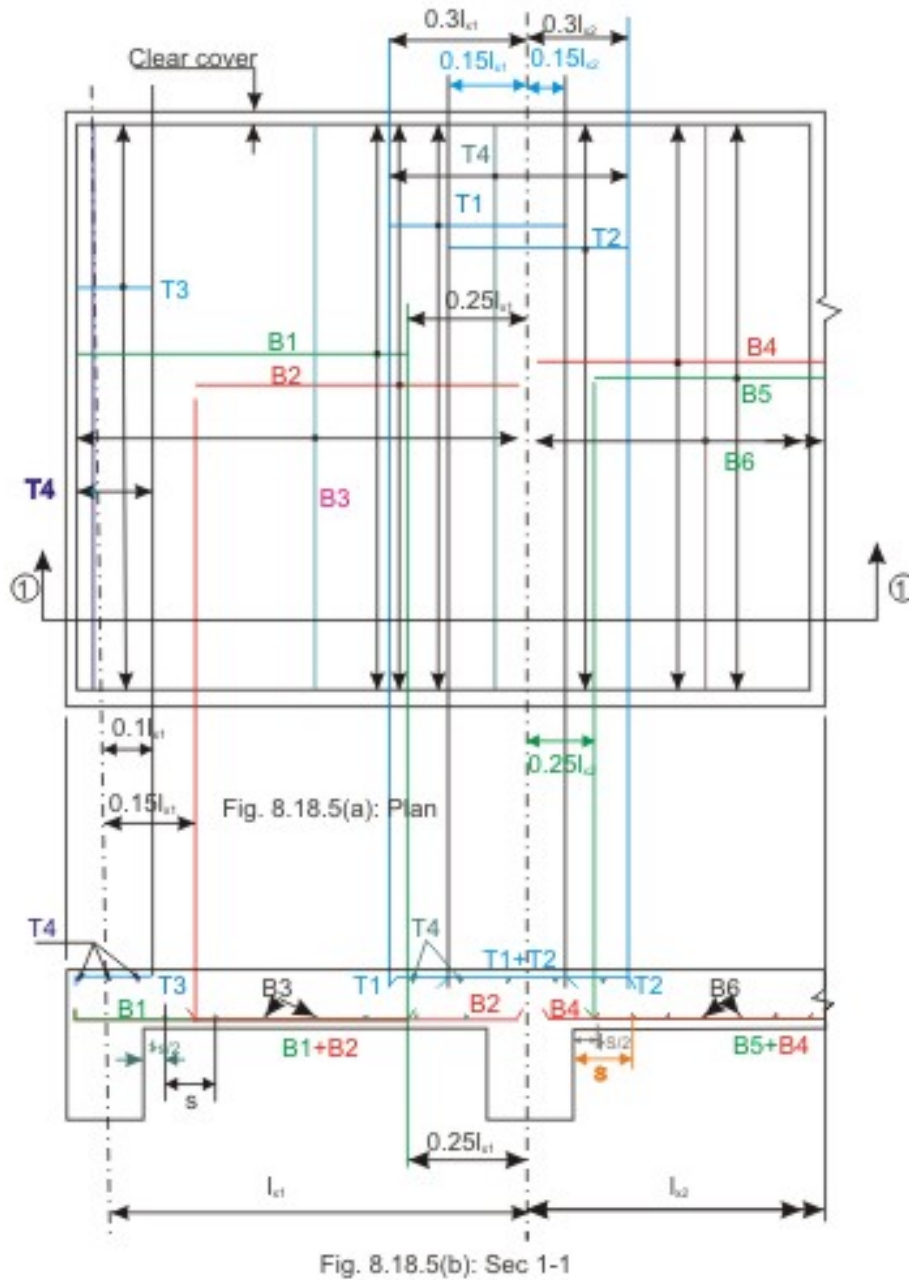 0.3lx1
0.3lx2
Clear cover
0.15lx1
0.15lx2
T4
T1
T2
T3
0.25lx1
B1
B4
B2
B5
B6
T4
B3
1
1
0.1lx1
0.25lx2
0.15lx1
Fig. 8.18.5(a): Plan
T4
T4
T1+T2
T3
B3
T1
B6
T2
B1
B2
B4
s/2
B1+B2
S/2
B5+B4
s
s
0.25lx1
lx1
lx2
Fig. 8.18.5(b): Sec 1-1